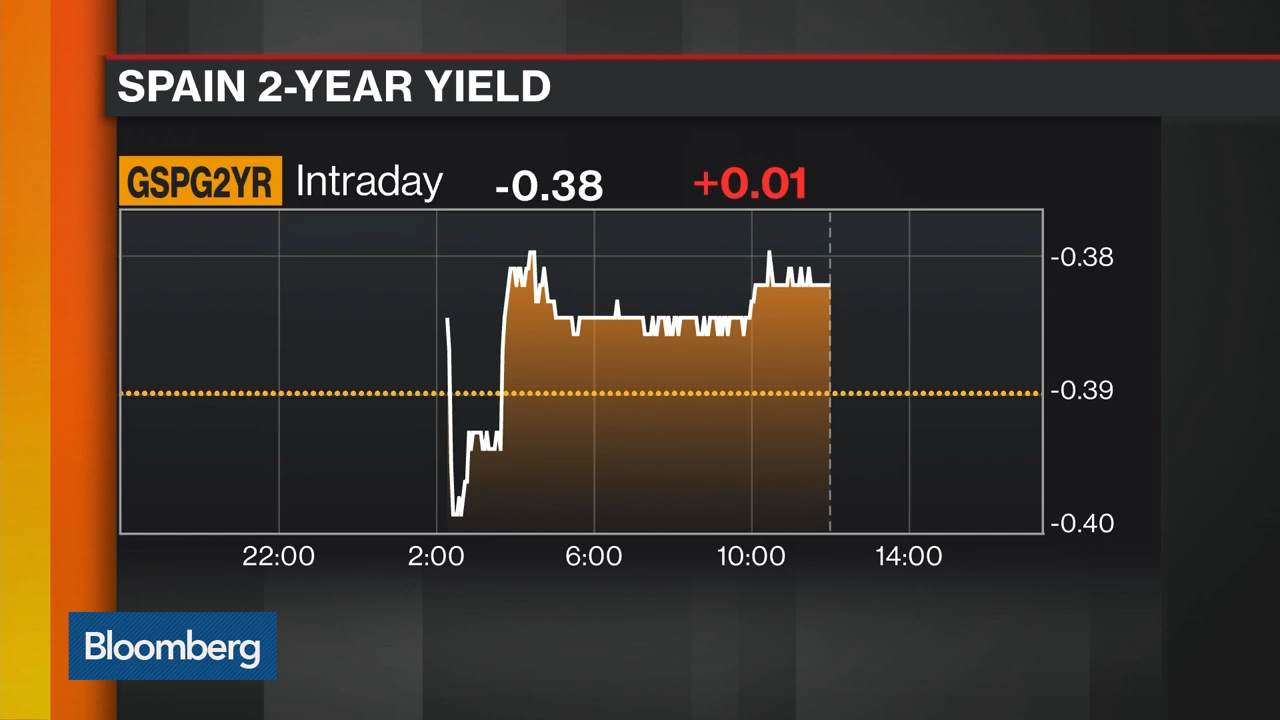 SPAIN 2-YEAR YIELD
GSPG2YR Intraday -0.38 +0.01
-0.38
-0.39
-0.40
22:00 2:00 6:00 10:00 14:00
Bloomberg